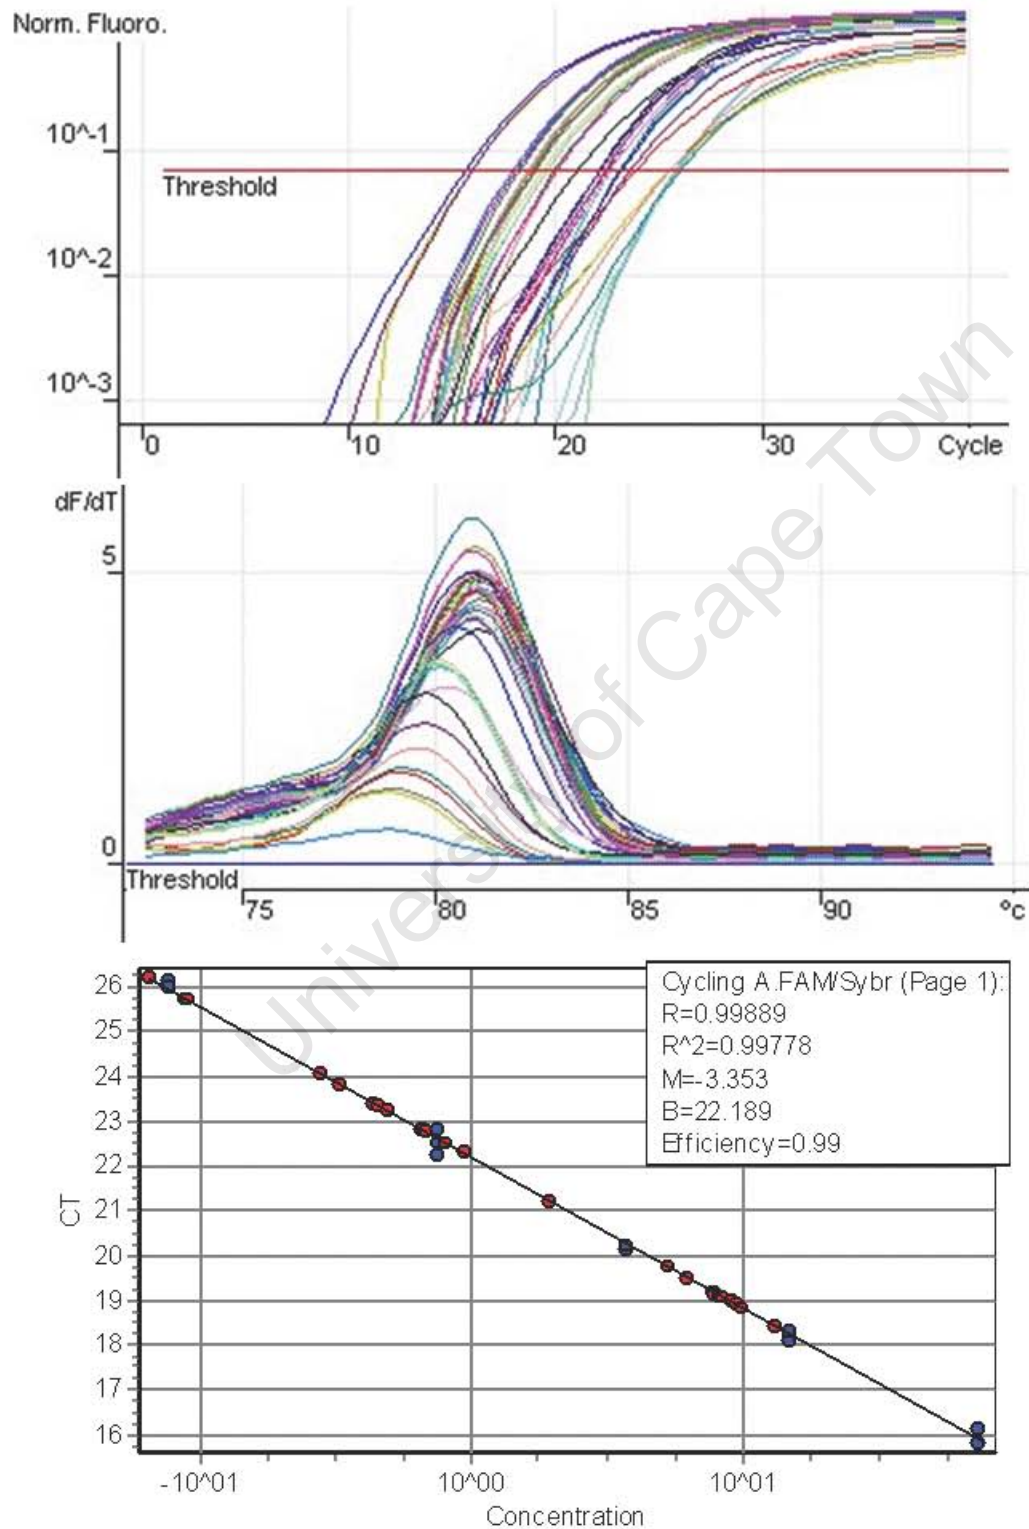 Norm. Fluoro.
10^-1
Threshold
10^-2
10^-3
0 10 20 30 Cycle
dF/dT
5
0
Threshold
75 80 85 90 ºc
University of Cape Town
26
25
24
23
22
21
20
19
18
17
16
CT
Cycling A.FAM/Sybr (Page 1):
R=0.99889
R^2=0.99778
M=-3.353
B=22.189
Efficiency=0.99
-10^01 10^00 10^01
Concentration